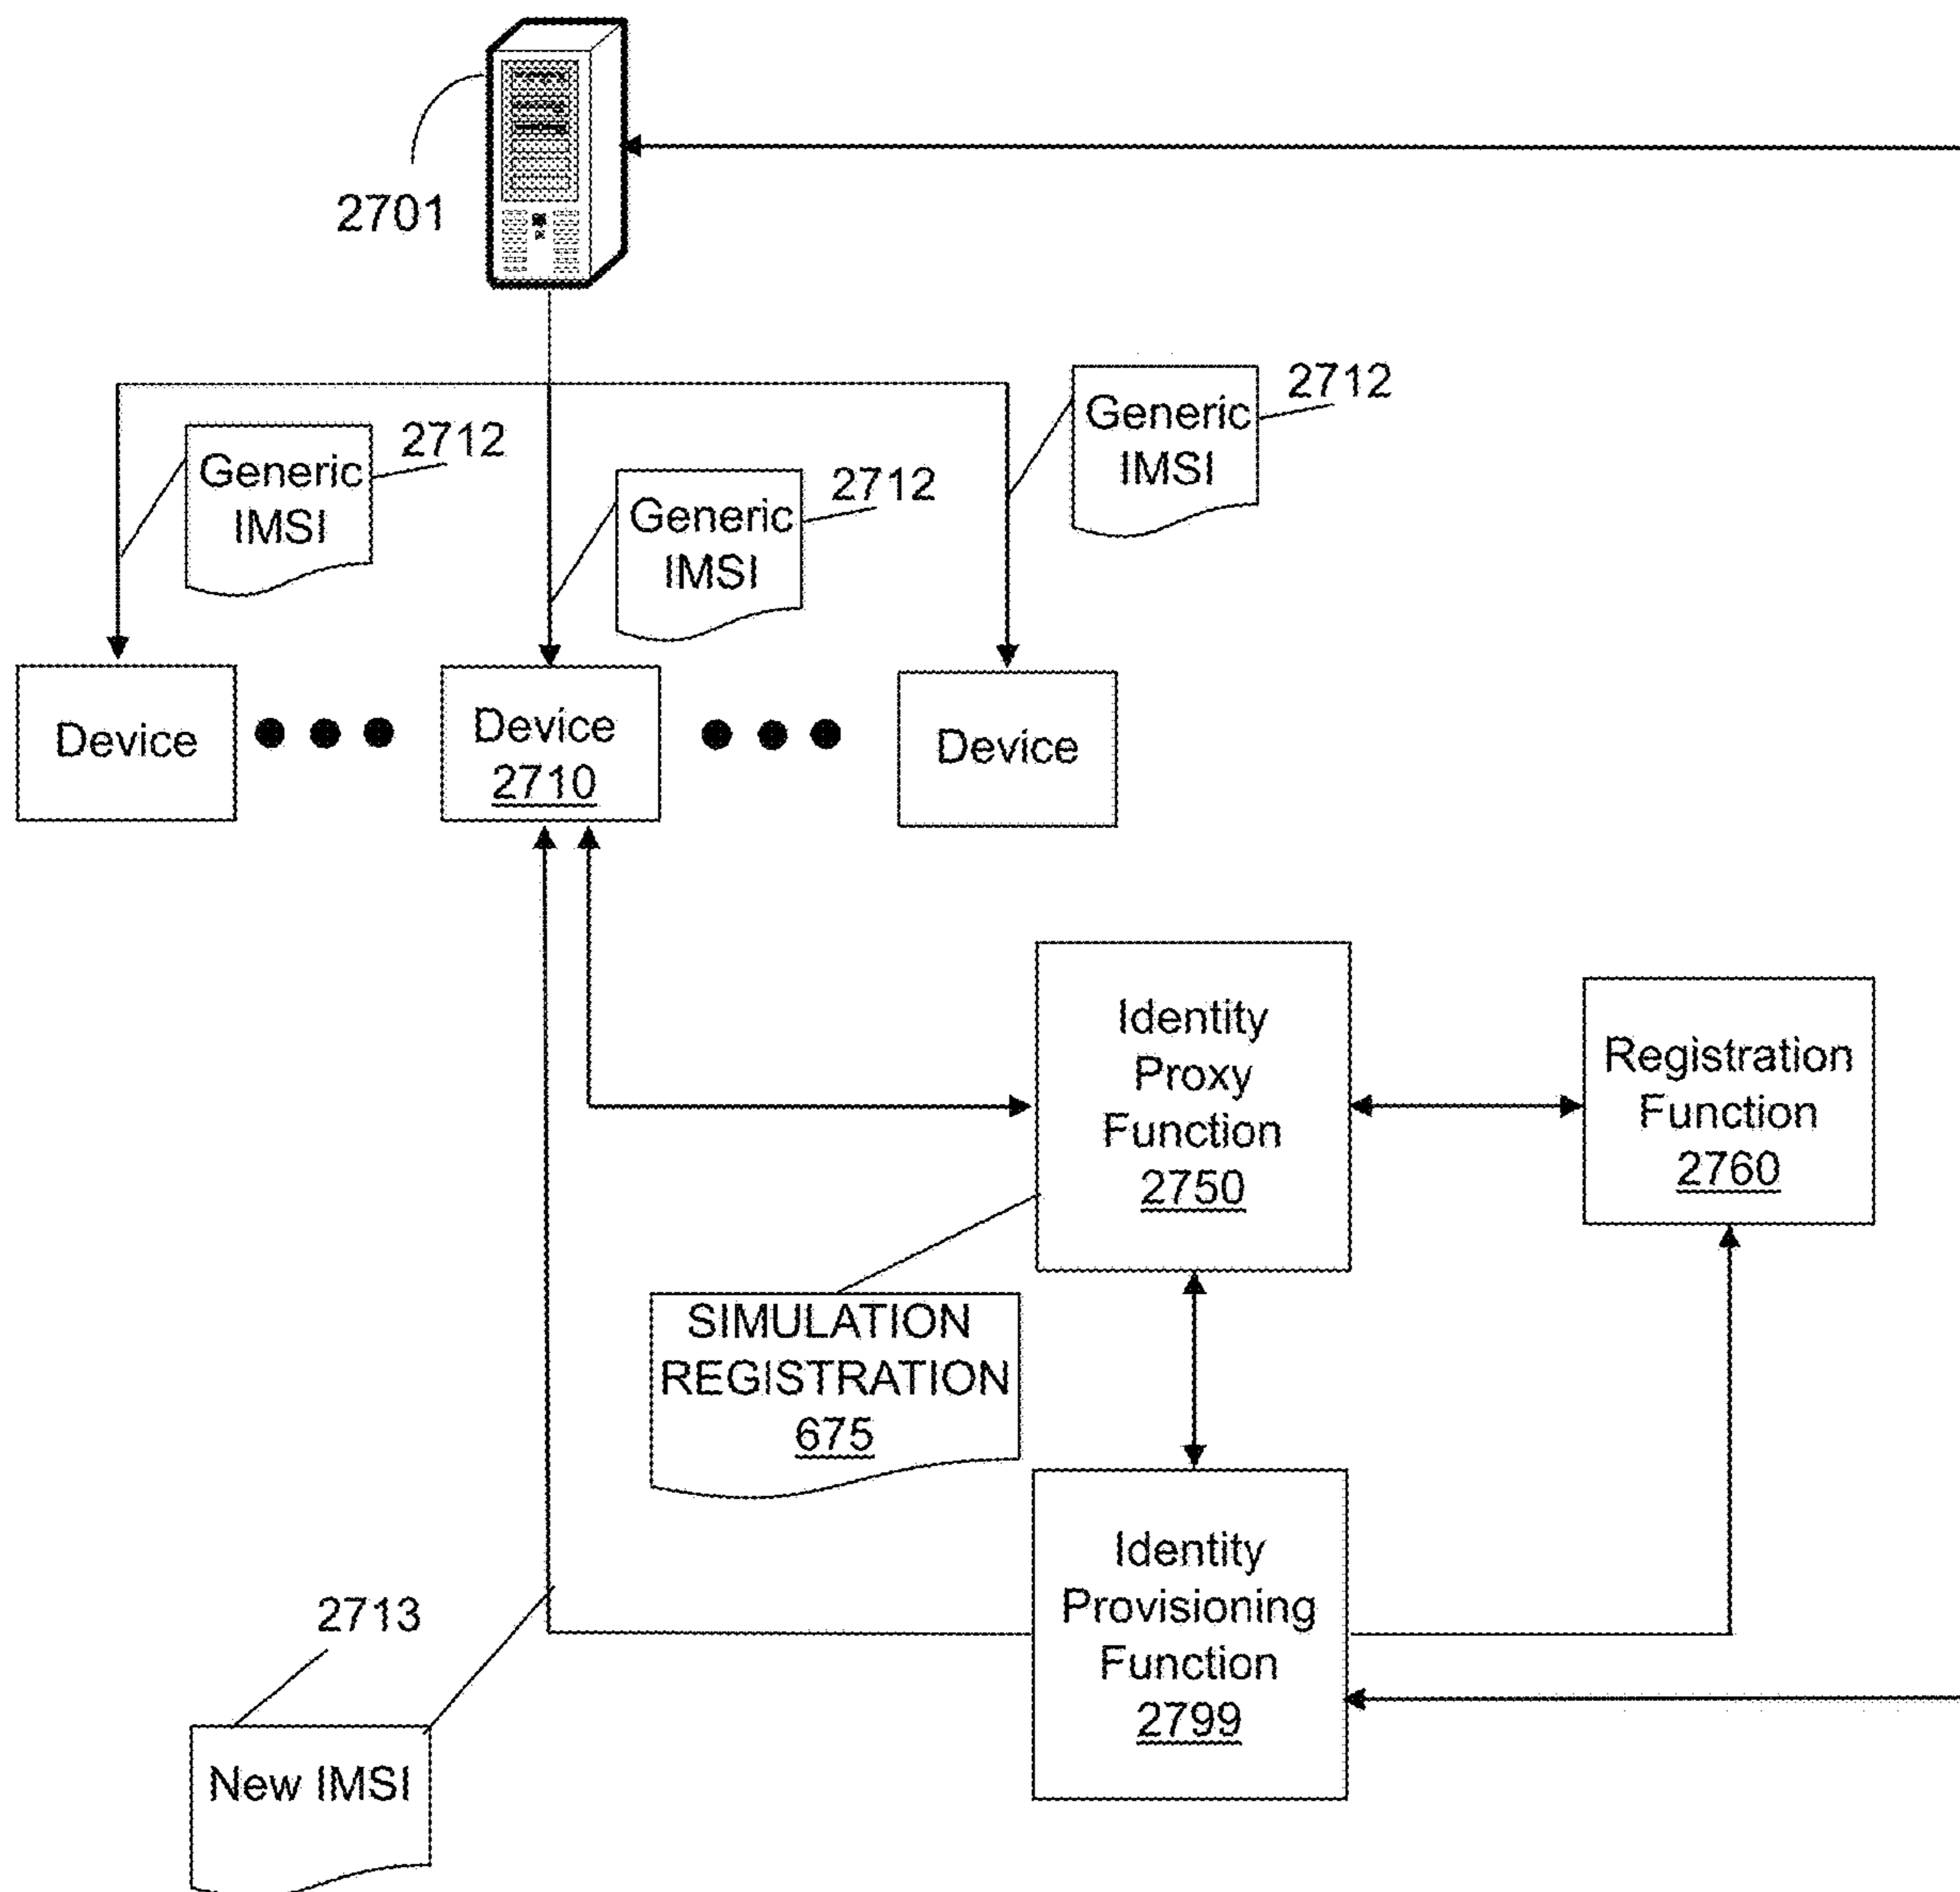 2701
2712
Generic
IMSI
2712
Generic
IMSI
2712
Generic
IMSI
Device
Device
2710
Device
Identity
Proxy
Function
2750
Registration
Function
2760
SIMULATION
REGISTRATION
675
Identity
Provisioning
Function
2799
2713
New IMSI